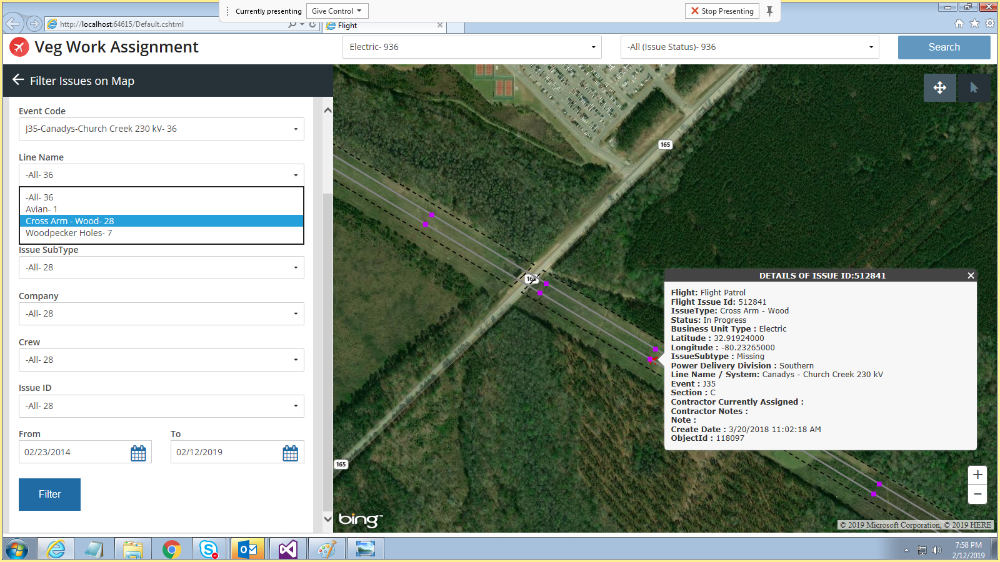 Currently presenting
Give Control
Stop Presenting
http://localhost:64615/Default.cshtml
Flight
Veg Work Assignment
Electric- 936
-All (Issue Status)- 936
Search
Filter Issues on Map
Event Code
J35-Canadys-Church Creek 230 kV- 36
Line Name
-All- 36
-All- 36
Avian- 1
Cross Arm - Wood- 28
Woodpecker Holes- 7
Issue SubType
-All- 28
Company
-All- 28
Crew
-All- 28
Issue ID
-All- 28
From
To
02/23/2014
02/12/2019
Filter
165
165
165
DETAILS OF ISSUE ID:512841
Flight: Flight Patrol
Flight Issue Id: 512841
IssueType: Cross Arm - Wood
Status: In Progress
Business Unit Type : Electric
Latitude : 32.91924000
Longitude : -80.23265000
IssueSubtype : Missing
Power Delivery Division : Southern
Line Name / System: Canadys - Church Creek 230 kV
Event : J35
Section : C
Contractor Currently Assigned :
Contractor Notes :
Note :
Create Date : 3/20/2018 11:02:18 AM
ObjectId : 118097
bing™
© 2019 Microsoft Corporation, © 2019 HERE
7:58 PM
2/12/2019